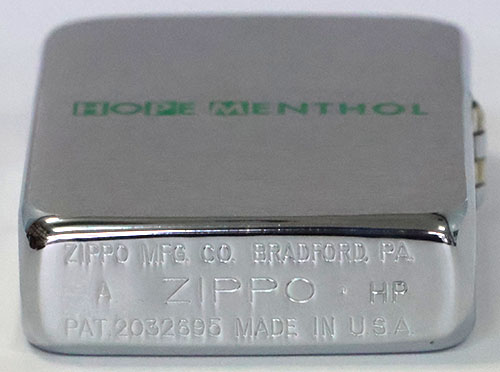 HOPE MENTHOL
ZIPPO MFG. CO. BRADFORD, PA.
A ZIPPO · HP
PAT. 2032695 MADE IN U.S.A.